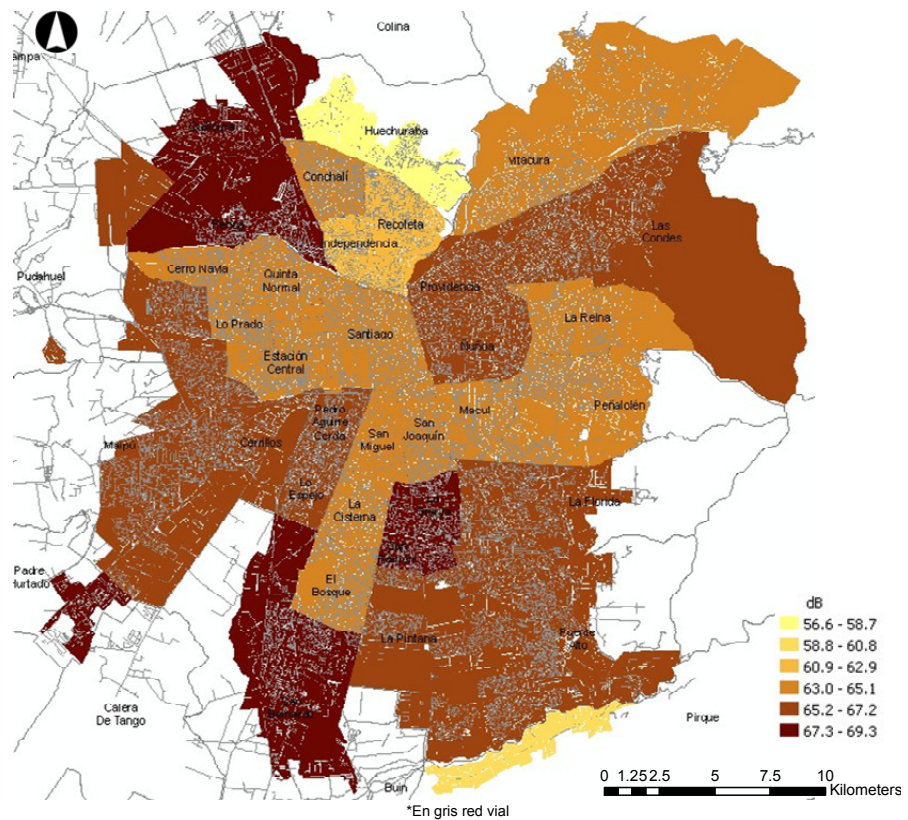 Colina
ampa
Huechuraba
Vitacura
Conchalí
Recoleta
Independencia
Las
Condes
Cerro Navia
Pudahuel
Quinta
Normal
Providencia
Lo Prado
Santiago
La Reina
Ñuñoa
Estación
Central
Pedro
Aguirre
Cerda
Macul
Peñalolén
San
Miguel
San
Joaquín
Maipú
Cerrillos
Lo
Espejo
La Florida
La
Cisterna
Padre
Hurtado
El
Bosque
La Pintana
Puente
Alto
Calera
De Tango
Pirque
Buin
dB
56.6 - 58.7
58.8 - 60.8
60.9 - 62.9
63.0 - 65.1
65.2 - 67.2
67.3 - 69.3
0 1.25 2.5 5 7.5 10
Kilometers
*En gris red vial